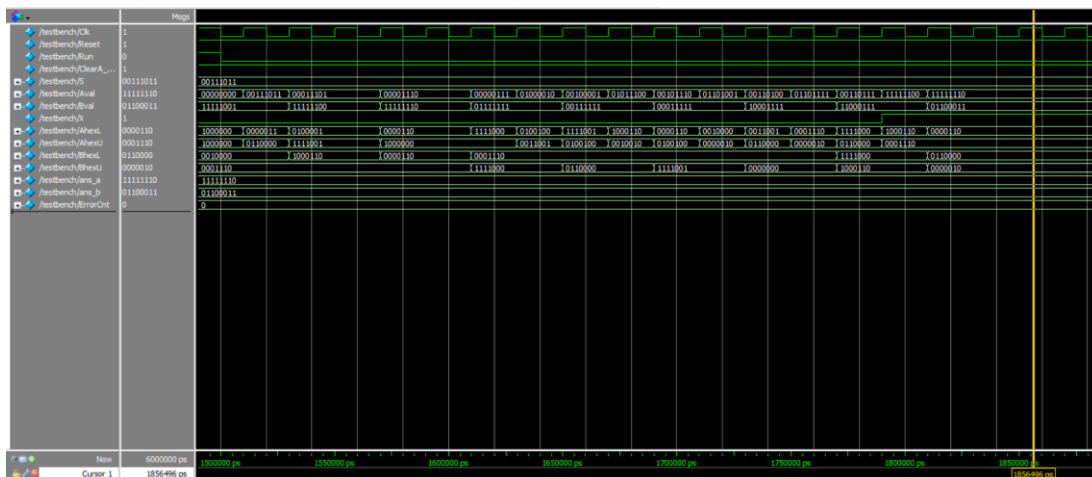 Msgs
/testbench/Clk 1
/testbench/Reset 1
/testbench/Run 0
/testbench/ClearA_... 1
/testbench/S 00111011 00111011
/testbench/Aval 11111110 00000000 00111011 00011101 00001110 00000111 01000010 00100001 01011100 00101110 01101001 00110100 01101111 00110111 11111100 11111110
/testbench/Bval 01100011 11111001 11111100 11111110 01111111 00111111 00011111 10001111 11000111 01100011
/testbench/X 1
/testbench/AhexL 0000110 1000000 0000011 0100001 0000110 1111000 0100100 1111001 1000110 0000110 0010000 0011001 0001110 1111000 1000110 0000110
/testbench/AhexU 0001110 1000000 0110000 1111001 1000000 0011001 0100100 0010010 0100100 0000010 0110000 0000010 0110000 0001110
/testbench/BhexL 0110000 0010000 1000110 0000110 0001110 1111000 0110000
/testbench/BhexU 0000010 0001110 1111000 0110000 1111001 0000000 1000110 0000010
/testbench/ans_a 11111110 11111110
/testbench/ans_b 01100011 01100011
/testbench/ErrorCnt 0 0
Now 6000000 ps 1500000 ps 1550000 ps 1600000 ps 1650000 ps 1700000 ps 1750000 ps 1800000 ps 1850000 ps
Cursor 1 1856496 ps 1856496 ps